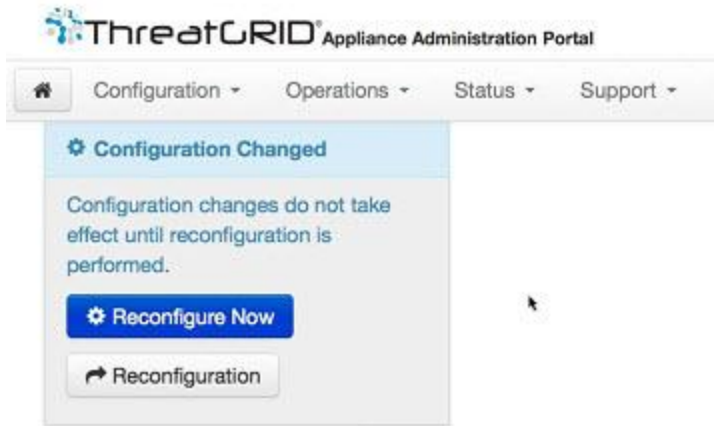 ThreatGRID® Appliance Administration Portal
Configuration Operations Status Support
Configuration Changed
Configuration changes do not take
effect until reconfiguration is
performed.
Reconfigure Now
Reconfiguration